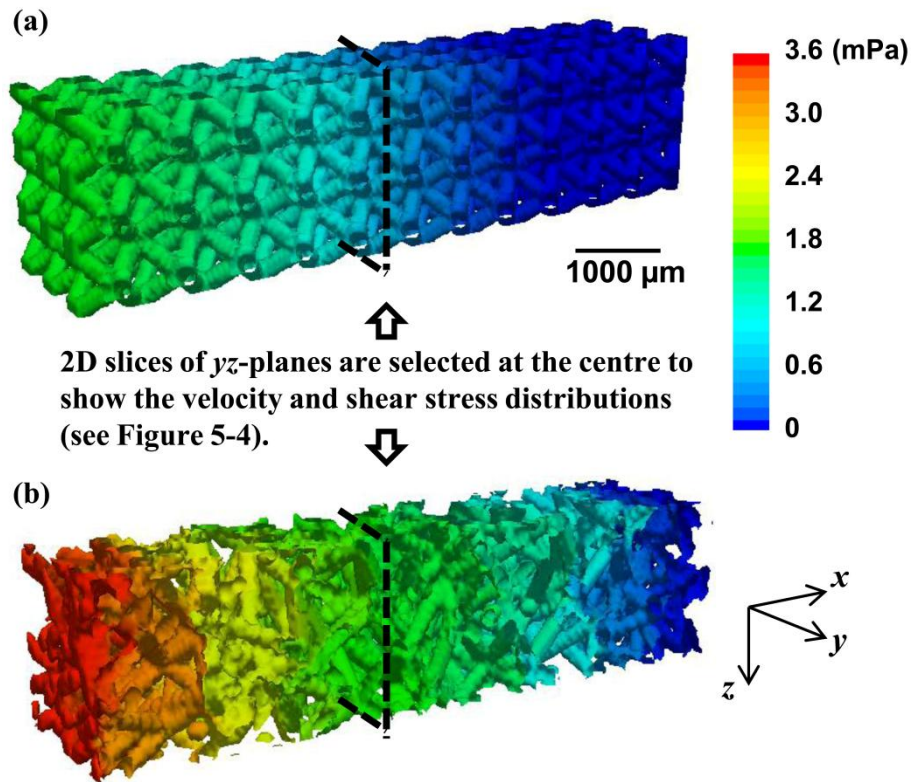 (a)
3.6 (mPa)
3.0
2.4
1.8
1.2
0.6
0
1000 µm
2D slices of yz-planes are selected at the centre to
show the velocity and shear stress distributions
(see Figure 5-4).
(b)
x
y
z